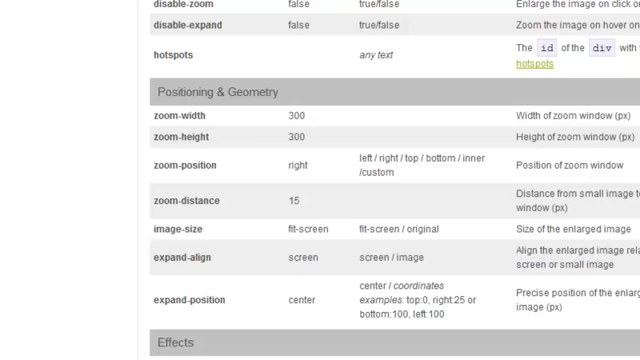 disable-zoom false true/false Enlarge the image on click
disable-expand false true/false Zoom the image on hover on
hotspots any text The id of the div with
hotspots
Positioning & Geometry
zoom-width 300 Width of zoom window (px)
zoom-height 300 Height of zoom window (px)
zoom-position right left / right / top / bottom / inner
/custom Position of zoom window
zoom-distance 15 Distance from small image to
window (px)
image-size fit-screen fit-screen / original Size of the enlarged image
expand-align screen screen / image Align the enlarged image
screen or small image
expand-position center center / coordinates
examples: top:0, right:25 or
bottom:100, left:100 Precise position of the
image (px)
Effects